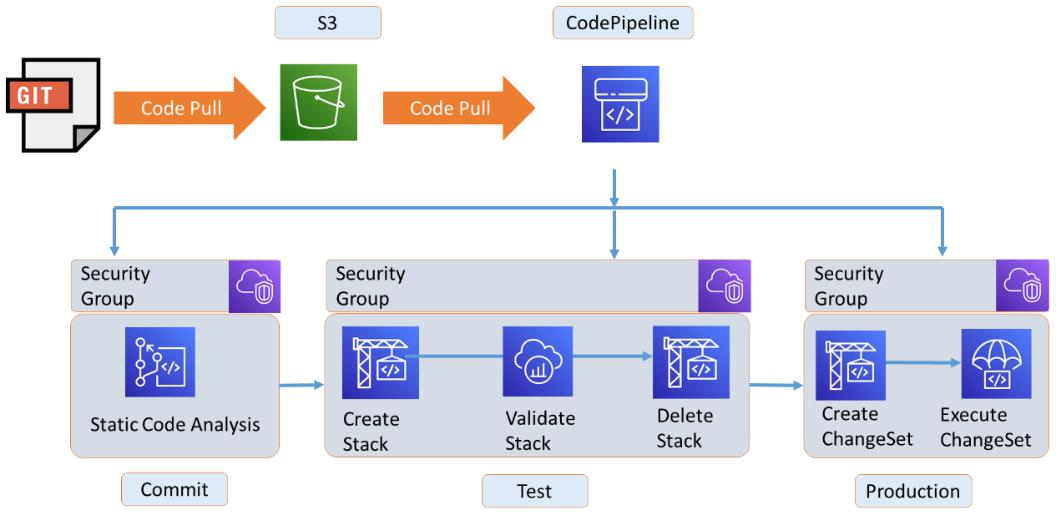 S3
CodePipeline
GIT
Code Pull
Code Pull
</>
Security
Group
Security
Group
Security
Group
</>
</>
</>
</>
</>
Static Code Analysis
Create
Stack
Validate
Stack
Delete
Stack
Create
ChangeSet
Execute
ChangeSet
Commit
Test
Production